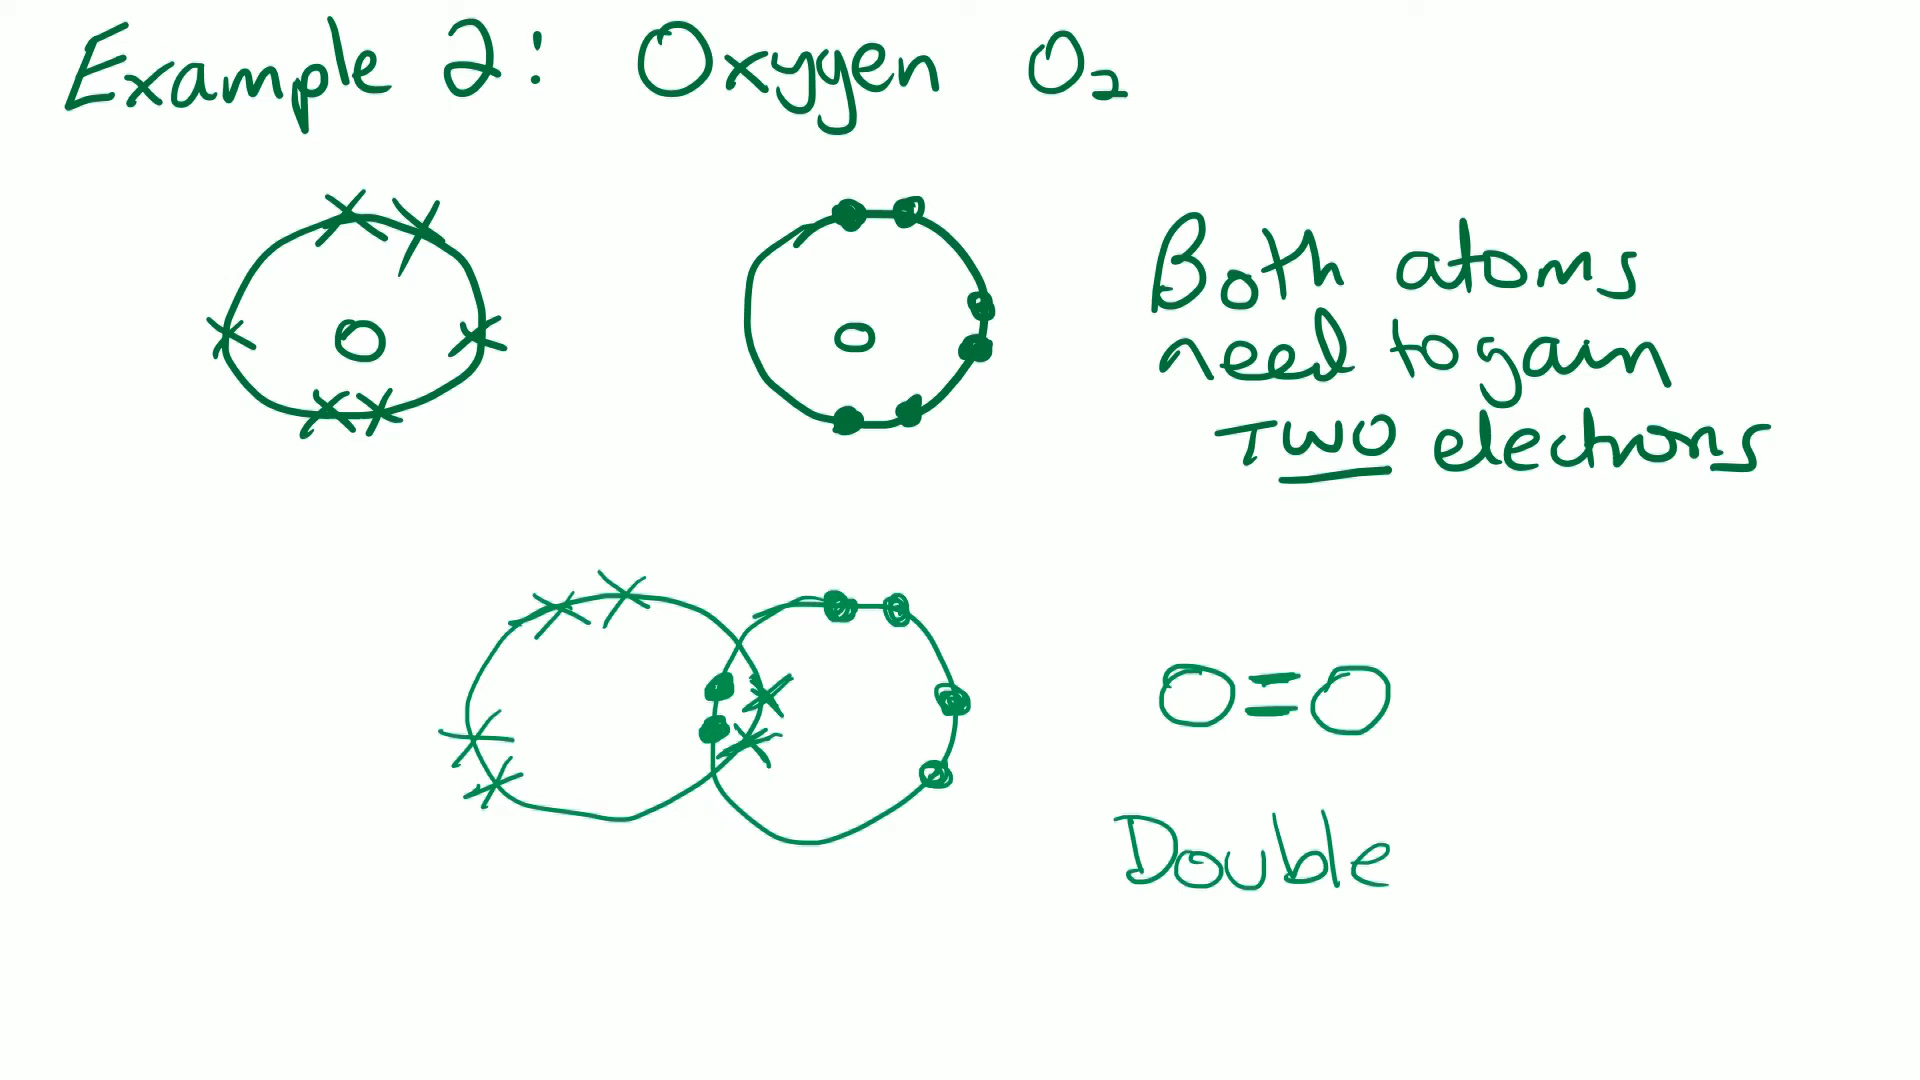 Example 2: Oxygen O₂
Both atoms
need to gain
TWO electrons
O O
O=O
Double